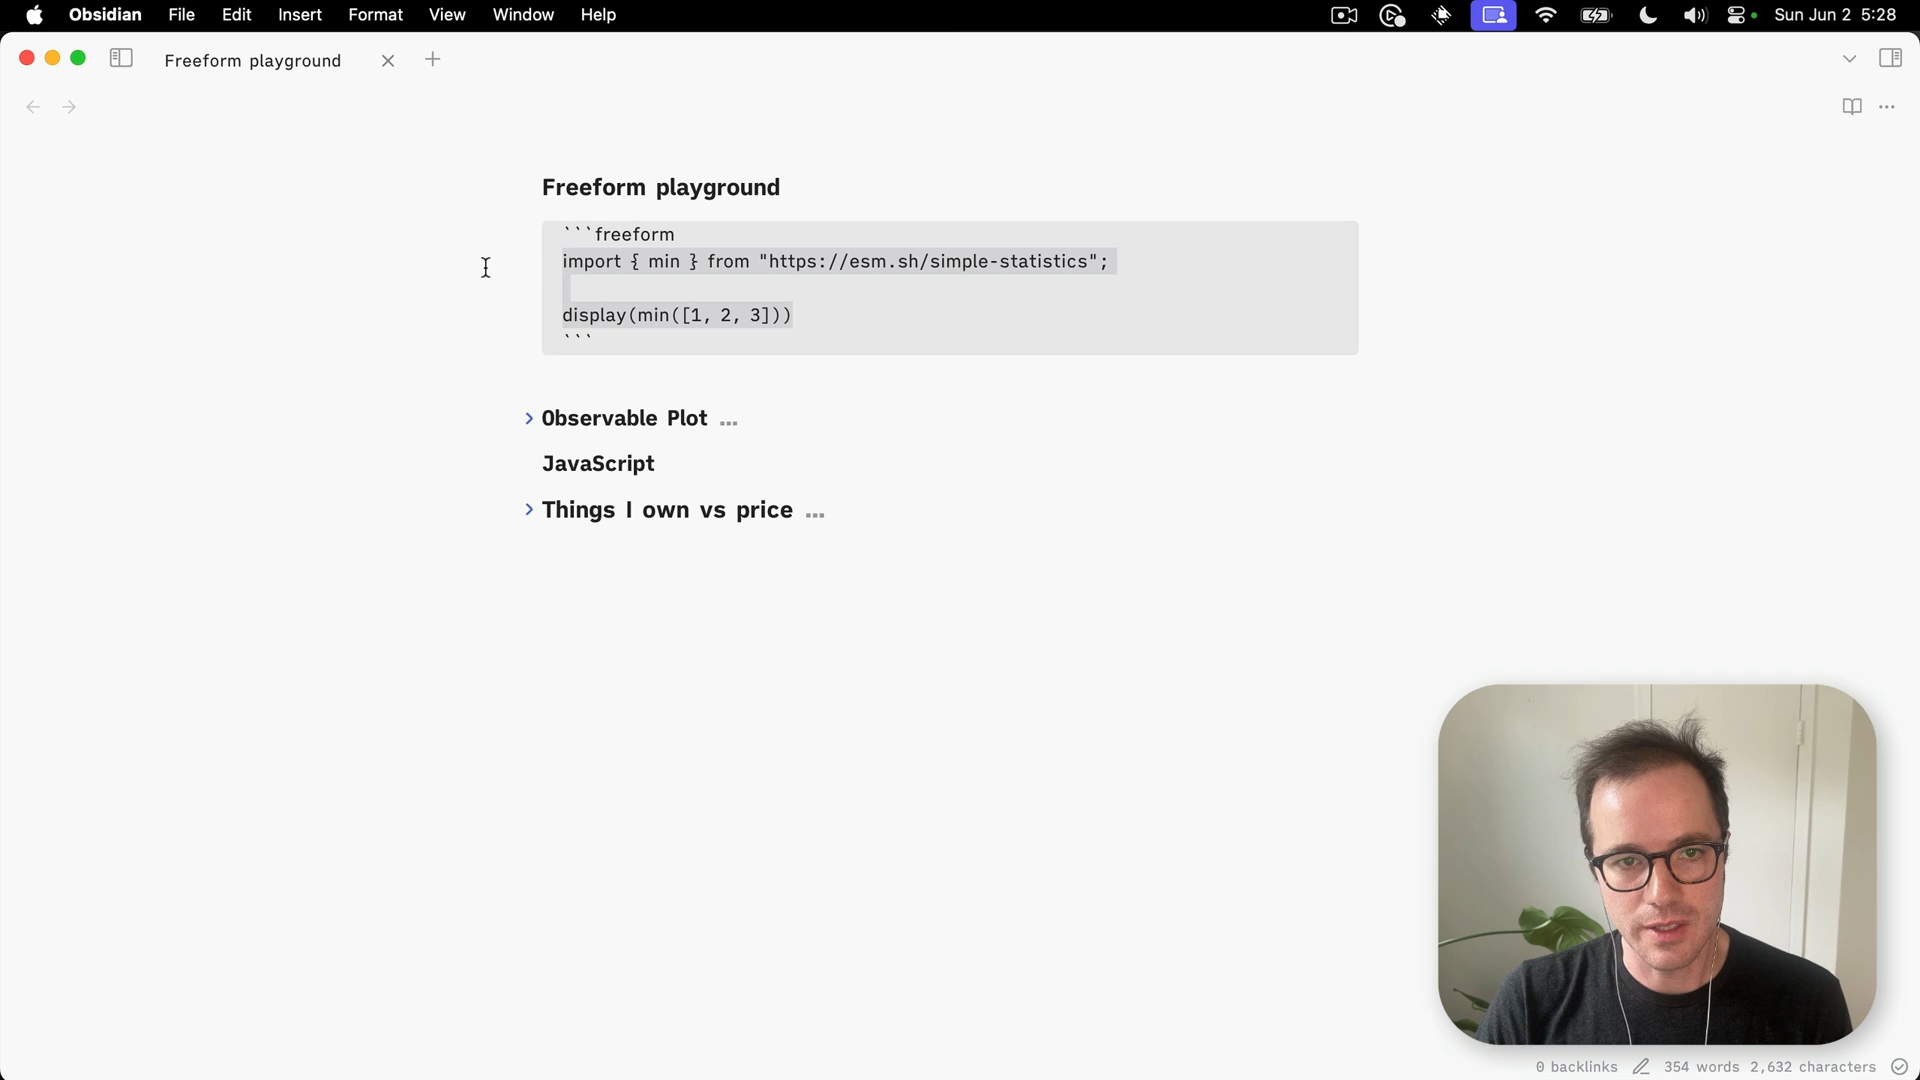 Obsidian File Edit Insert Format View Window Help Sun Jun 2 5:28
Freeform playground
Freeform playground
```freeform
import { min } from "https://esm.sh/simple-statistics";
display(min([1, 2, 3]))
```
Observable Plot ...
JavaScript
Things I own vs price ...
0 backlinks 354 words 2,632 characters